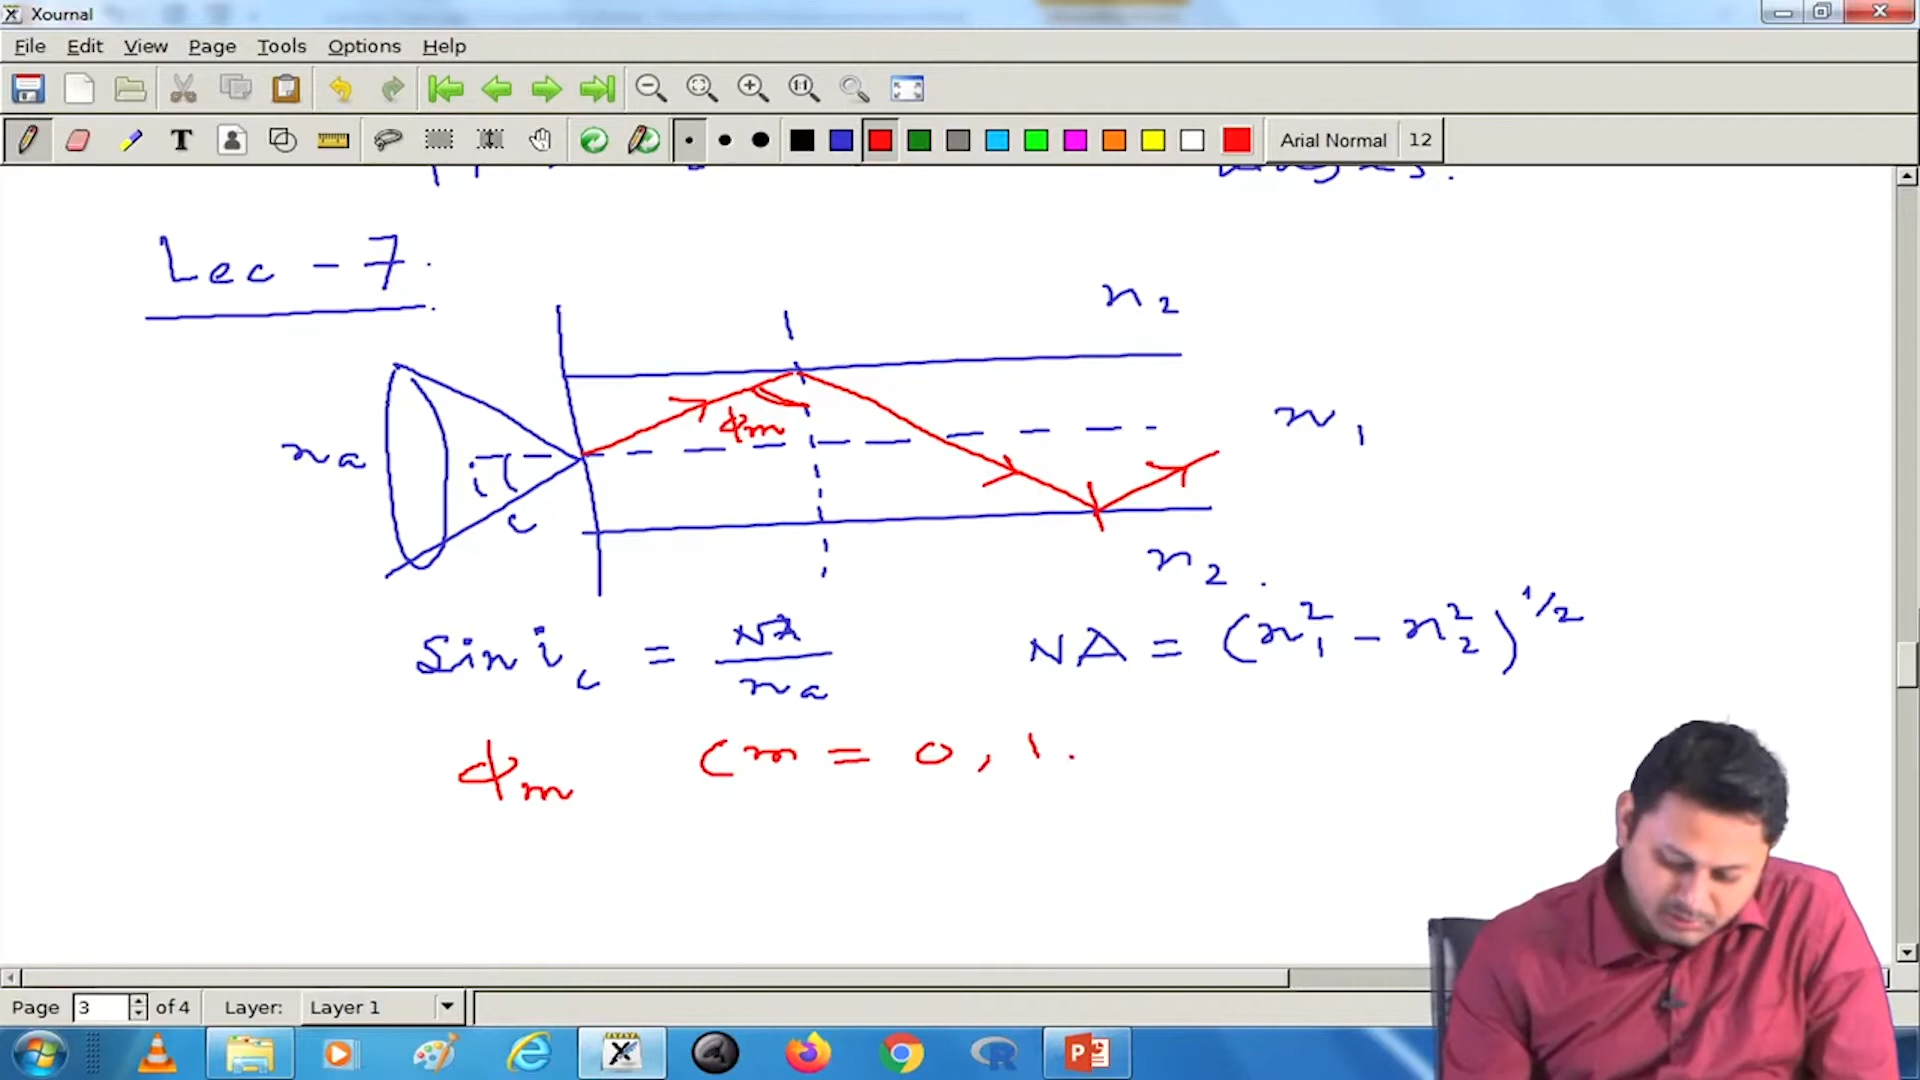 Xournal
File Edit View Page Tools Options Help
Arial Normal 12
Lec - 7.
n2
na
i
c
ϕm
n1
n2.
Sin ic = NA/na
NA = (n1² - n2²)^1/2
ϕm (m = 0, 1.
Page 3 of 4 Layer: Layer 1